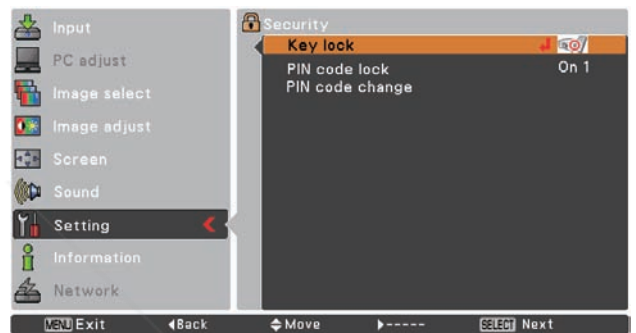 Input
PC adjust
Image select
Image adjust
Screen
Sound
Setting
Information
Network
Security
Key lock
PIN code lock On 1
PIN code change
MENU Exit ◀Back ◆Move ▶----- SELECT Next